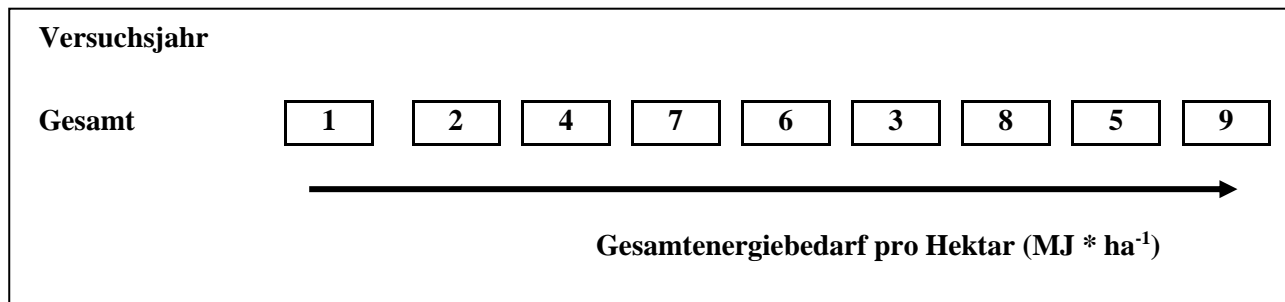 Versuchsjahr
Gesamt 1 2 4 7 6 3 8 5 9
Gesamtenergiebedarf pro Hektar (MJ * ha⁻¹)